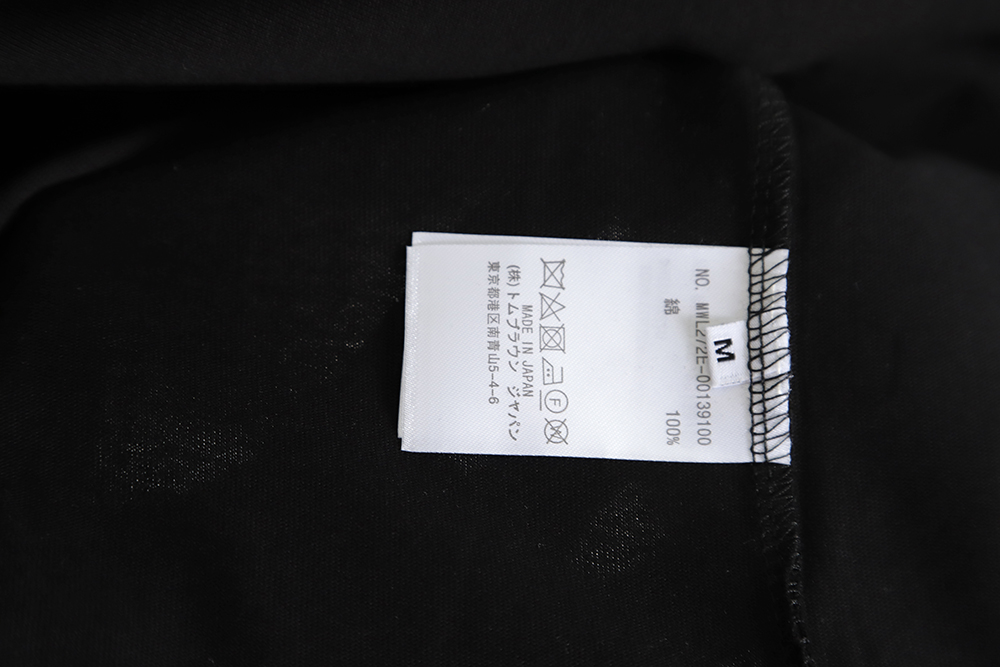 NO. MWL272E-00139100
M
綿 100%
MADE IN JAPAN
(株)トムブラウン ジャパン
東京都港区南青山5-4-6